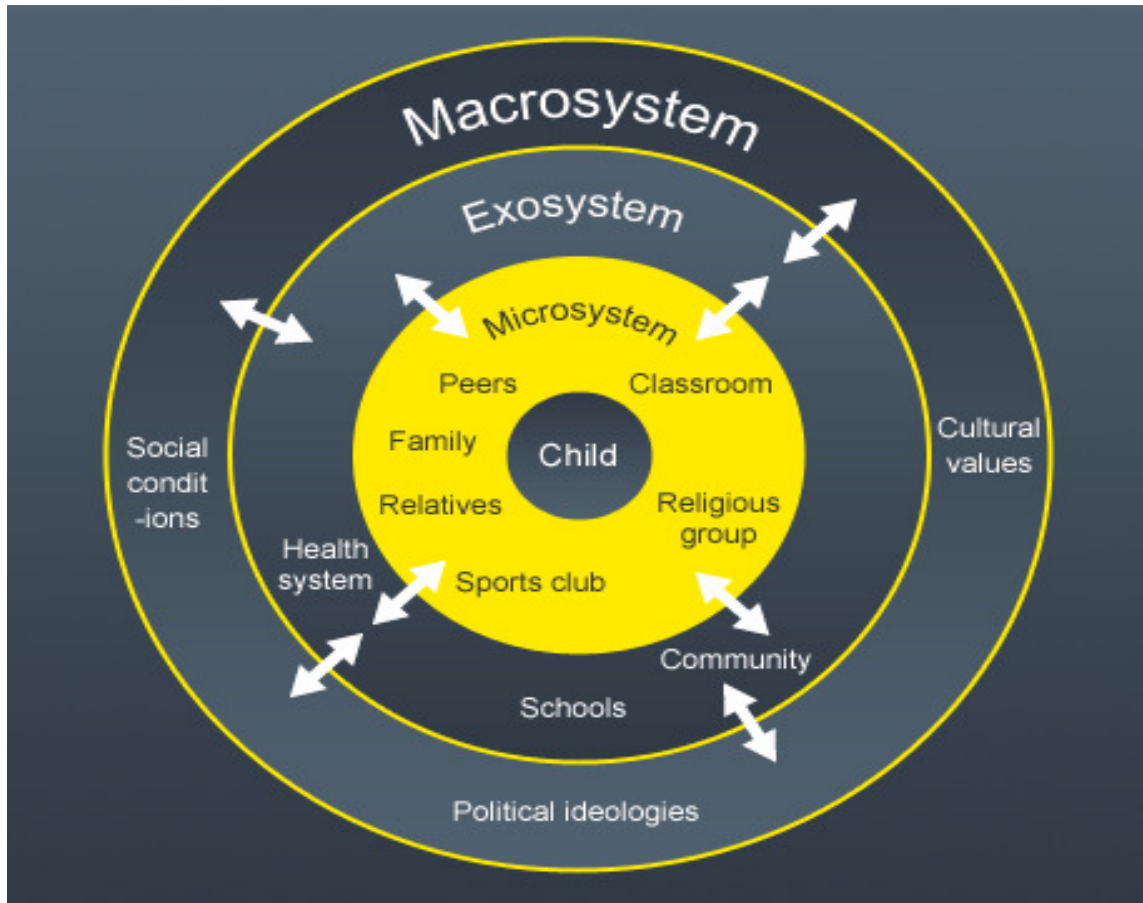 Macrosystem
Exosystem
Microsystem
Peers
Classroom
Family
Child
Relatives
Religious
group
Sports club
Social
condit
-ions
Cultural
values
Health
system
Community
Schools
Political ideologies